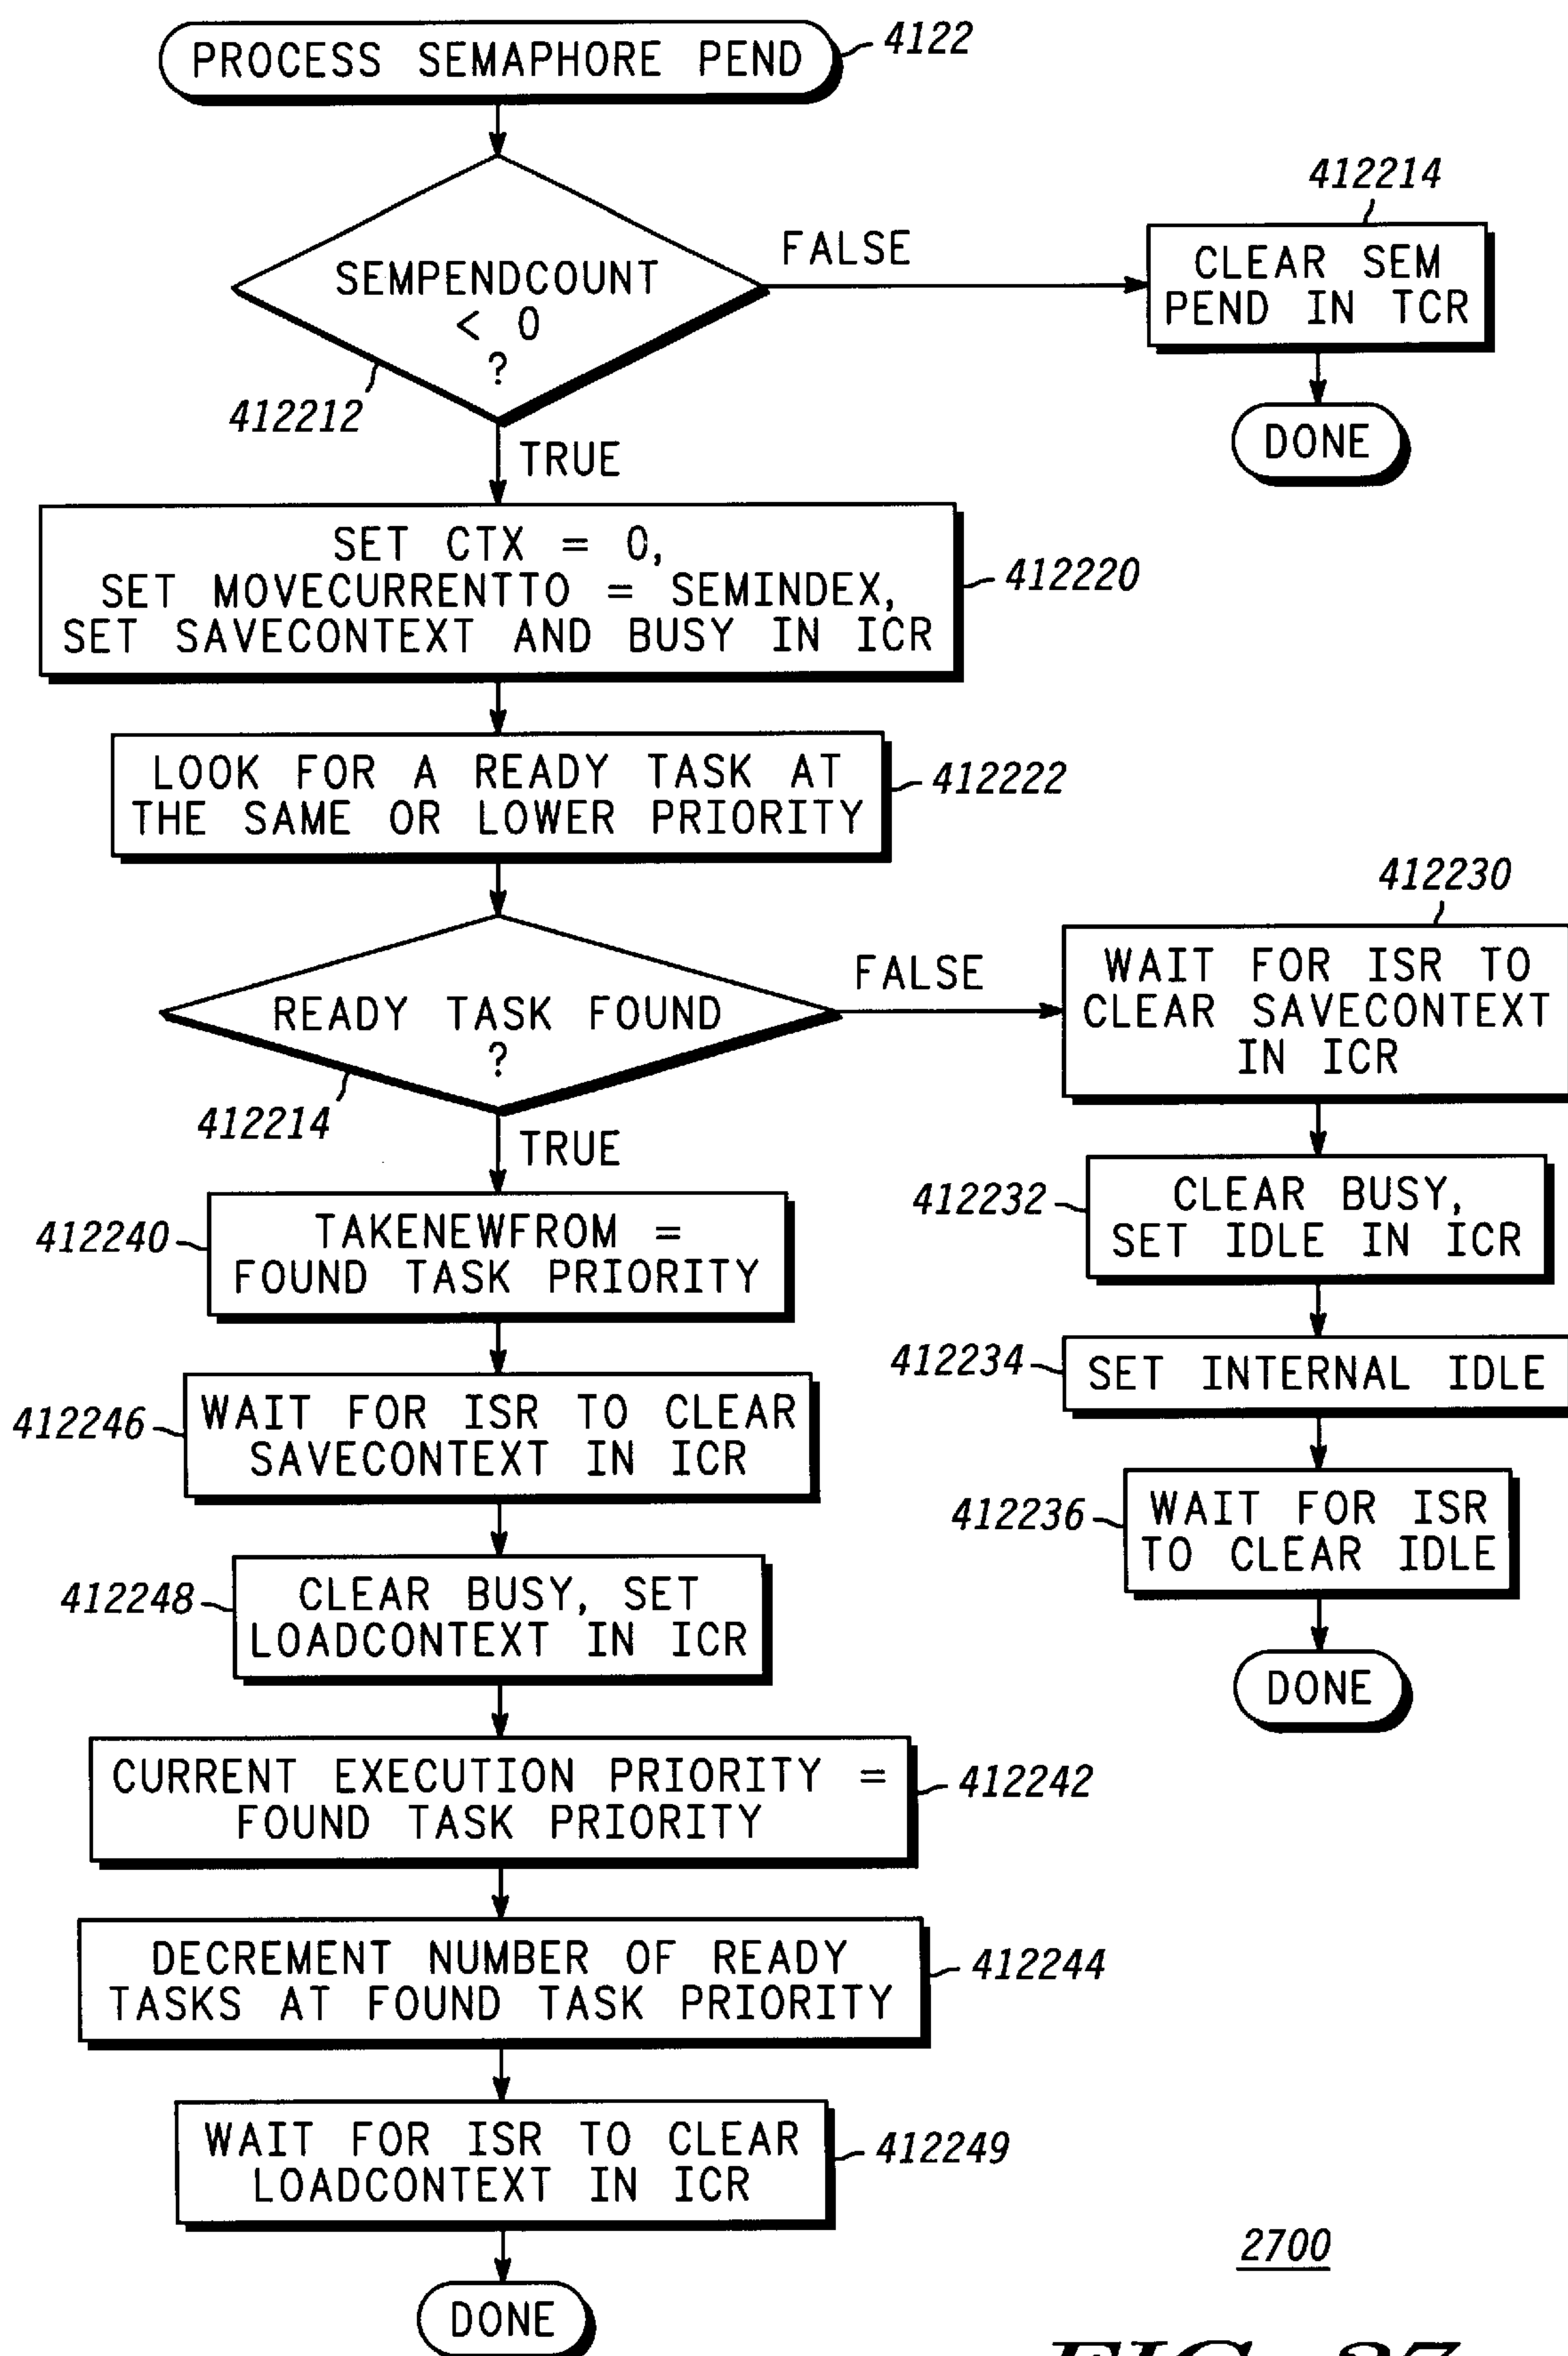 PROCESS SEMAPHORE PEND
4122
SEMPENDCOUNT
< 0
?
412212
FALSE
412214
CLEAR SEM
PEND IN TCR
DONE
TRUE
SET CTX = 0,
SET MOVECURRENTTO = SEMINDEX,
SET SAVECONTEXT AND BUSY IN ICR
412220
LOOK FOR A READY TASK AT
THE SAME OR LOWER PRIORITY
412222
READY TASK FOUND
?
412214
FALSE
412230
WAIT FOR ISR TO
CLEAR SAVECONTEXT
IN ICR
412232
CLEAR BUSY,
SET IDLE IN ICR
412234
SET INTERNAL IDLE
412236
WAIT FOR ISR
TO CLEAR IDLE
DONE
TRUE
412240
TAKENEWFROM =
FOUND TASK PRIORITY
412246
WAIT FOR ISR TO CLEAR
SAVECONTEXT IN ICR
412248
CLEAR BUSY, SET
LOADCONTEXT IN ICR
CURRENT EXECUTION PRIORITY =
FOUND TASK PRIORITY
412242
DECREMENT NUMBER OF READY
TASKS AT FOUND TASK PRIORITY
412244
WAIT FOR ISR TO CLEAR
LOADCONTEXT IN ICR
412249
DONE
2700